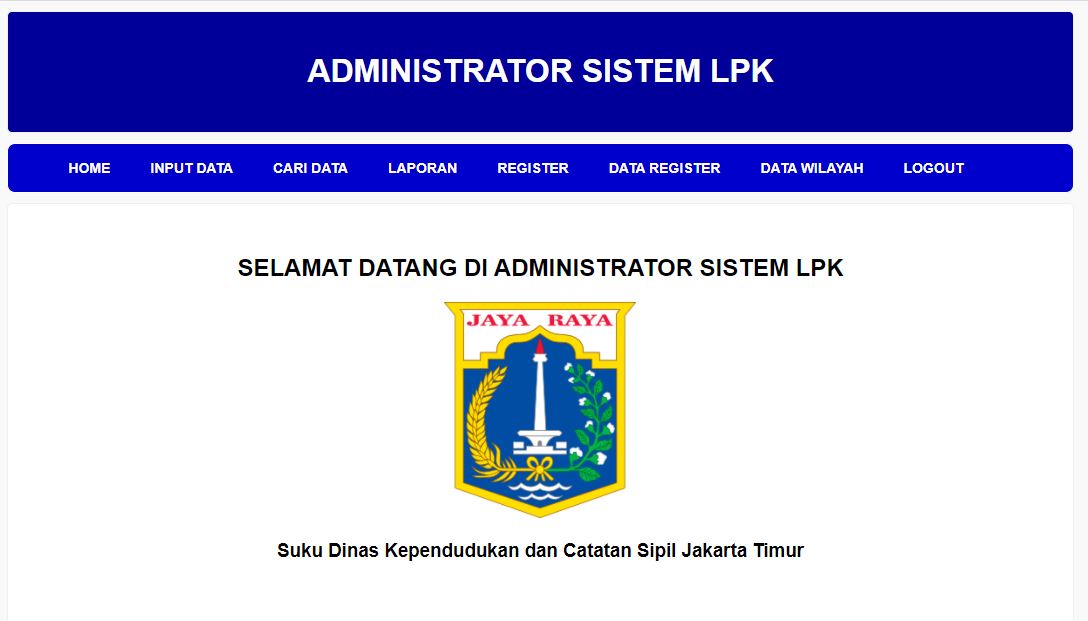 ADMINISTRATOR SISTEM LPK
HOME INPUT DATA CARI DATA LAPORAN REGISTER DATA REGISTER DATA WILAYAH LOGOUT
SELAMAT DATANG DI ADMINISTRATOR SISTEM LPK
JAYA RAYA
Suku Dinas Kependudukan dan Catatan Sipil Jakarta Timur